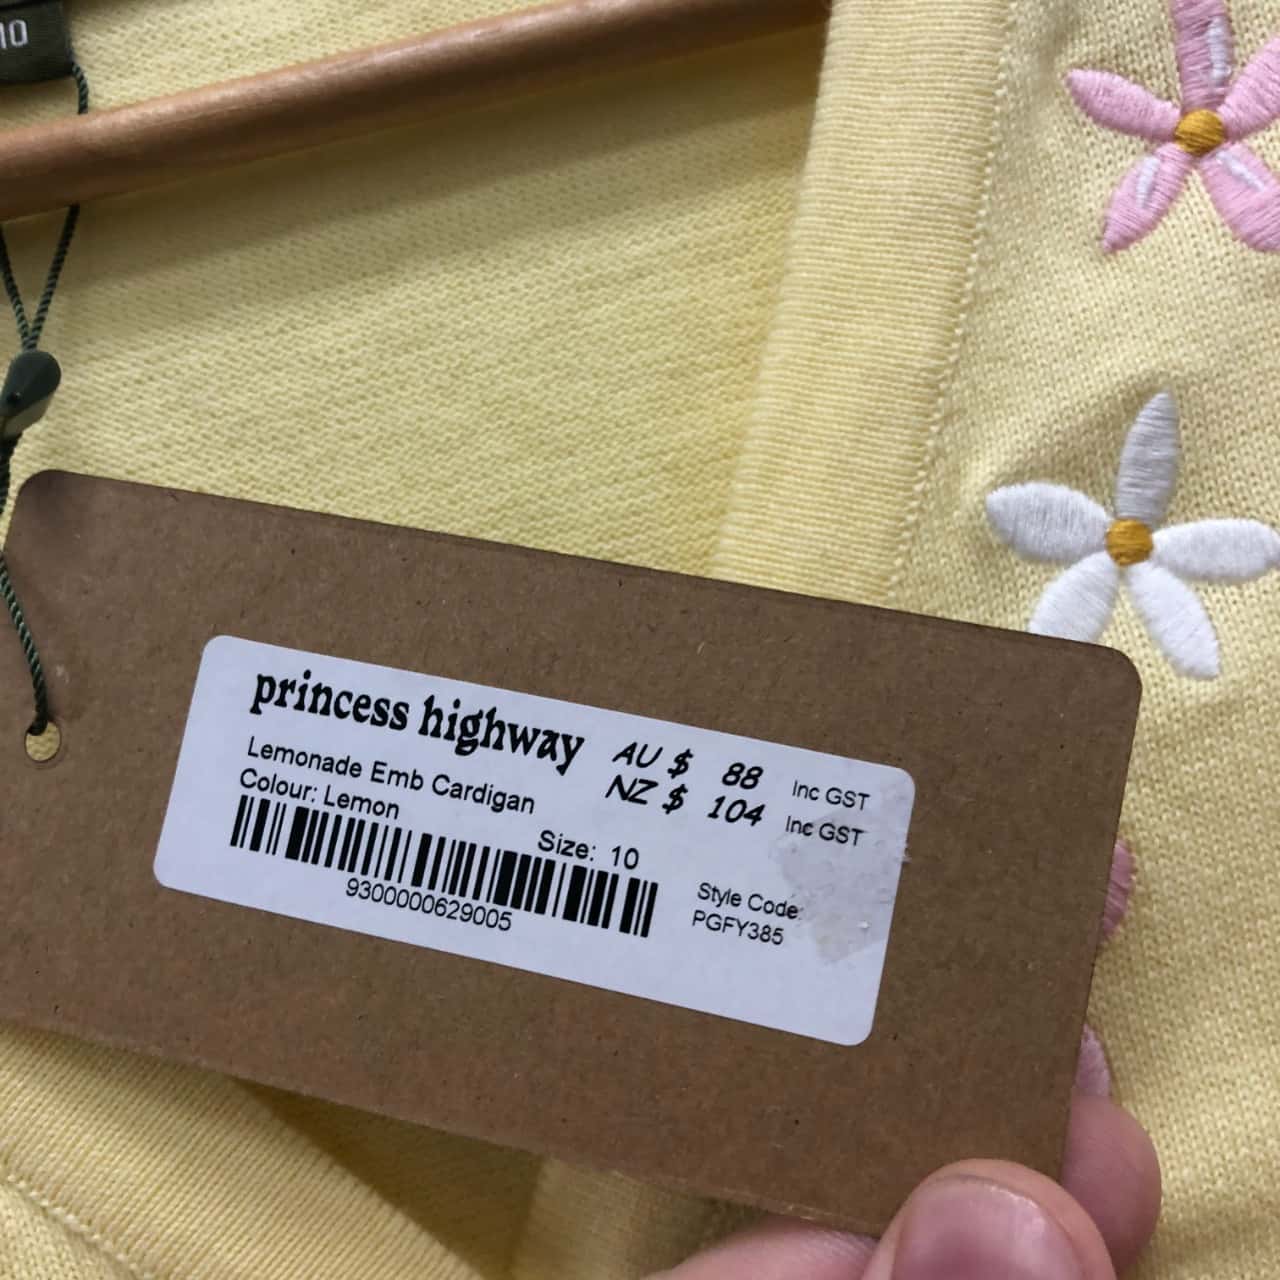 10
princess highway
AU $ 88 Inc GST
NZ $ 104 Inc GST
Lemonade Emb Cardigan
Colour: Lemon
Size: 10
9300000629005
Style Code:
PGFY385